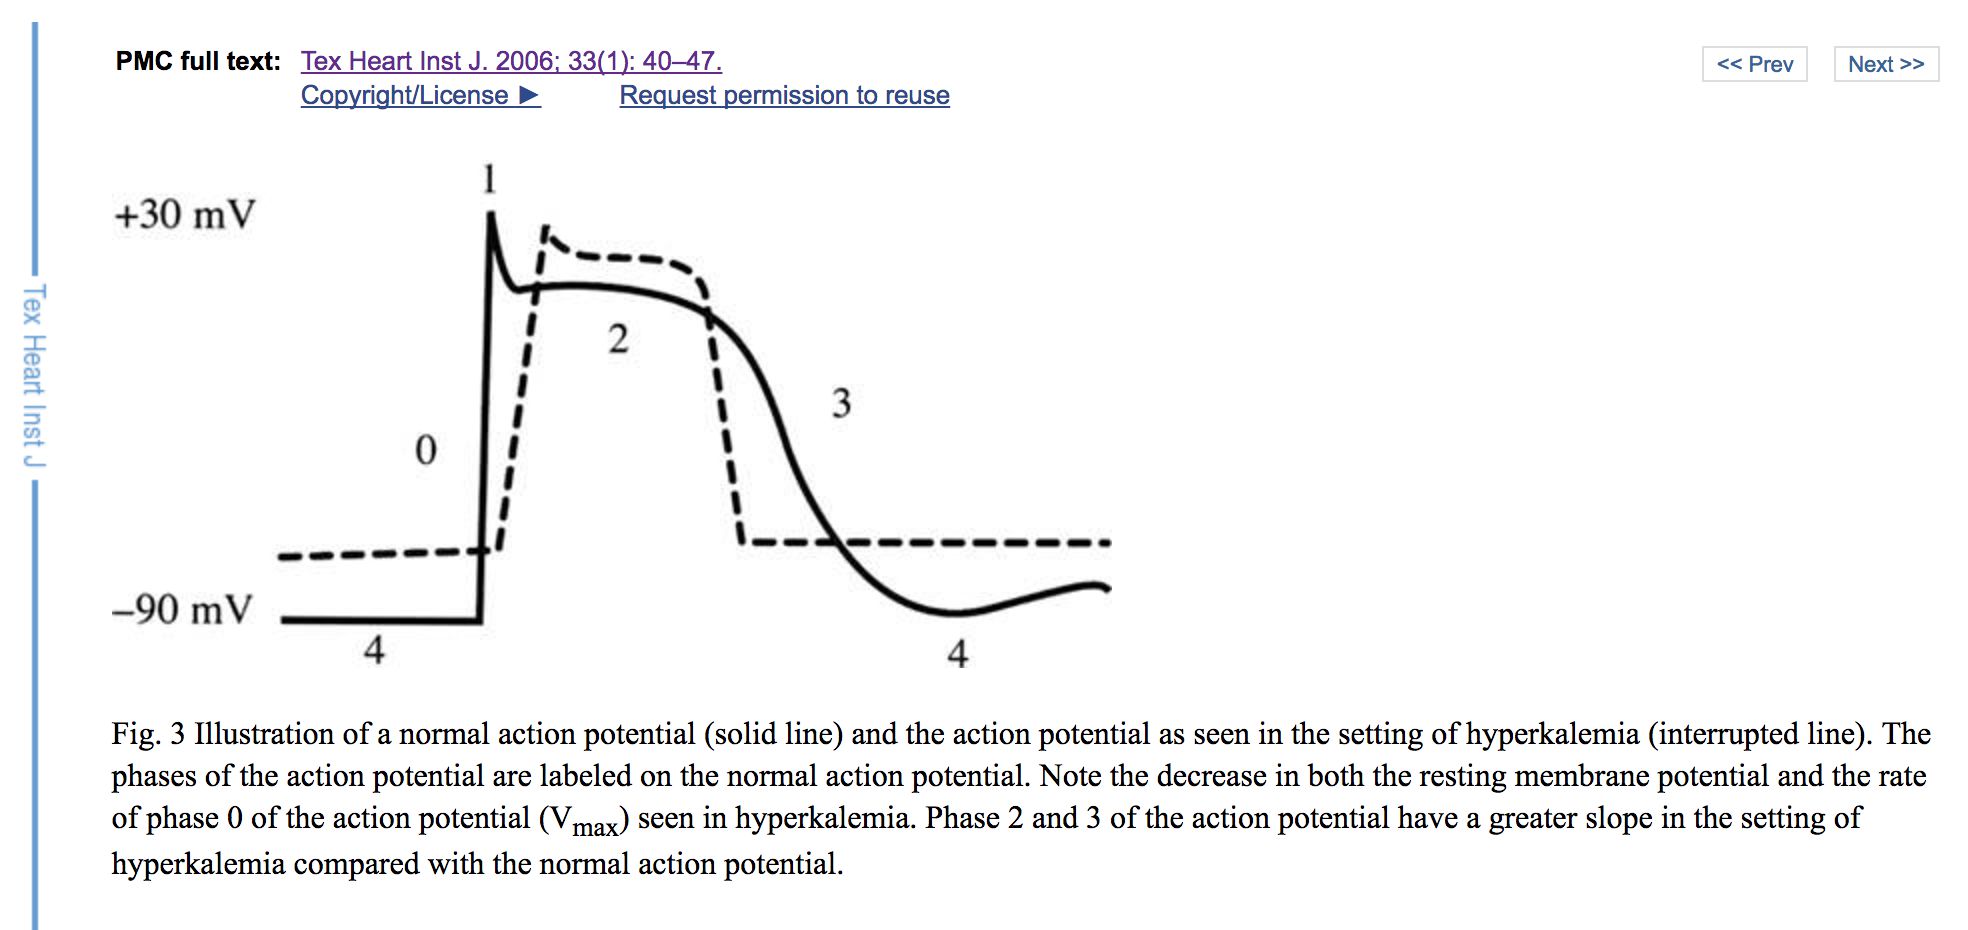 PMC full text: Tex Heart Inst J. 2006; 33(1): 40–47.
Copyright/License ► Request permission to reuse
<< Prev Next >>
Tex Heart Inst J
1
+30 mV
2
3
0
–90 mV
4
4
Fig. 3 Illustration of a normal action potential (solid line) and the action potential as seen in the setting of hyperkalemia (interrupted line). The
phases of the action potential are labeled on the normal action potential. Note the decrease in both the resting membrane potential and the rate
of phase 0 of the action potential (Vmax) seen in hyperkalemia. Phase 2 and 3 of the action potential have a greater slope in the setting of
hyperkalemia compared with the normal action potential.